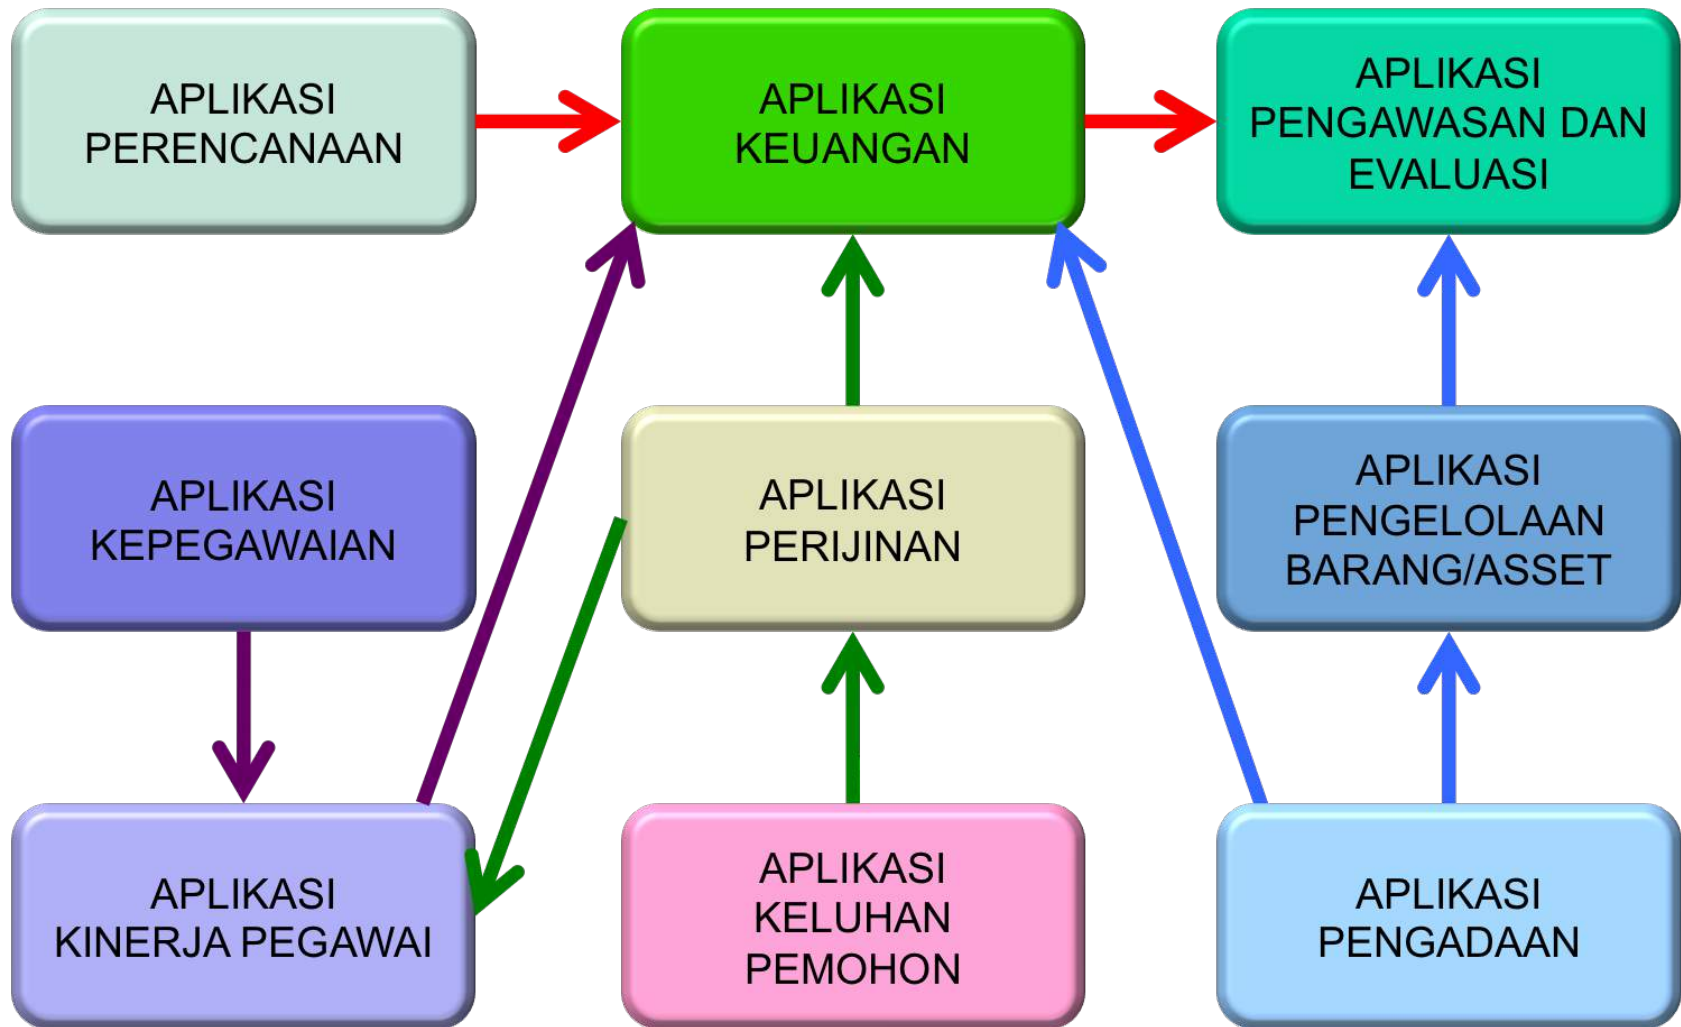 APLIKASI
PERENCANAAN
APLIKASI
KEUANGAN
APLIKASI
PENGAWASAN DAN
EVALUASI
APLIKASI
KEPEGAWAIAN
APLIKASI
PERIJINAN
APLIKASI
PENGELOLAAN
BARANG/ASSET
APLIKASI
KINERJA PEGAWAI
APLIKASI
KELUHAN
PEMOHON
APLIKASI
PENGADAAN